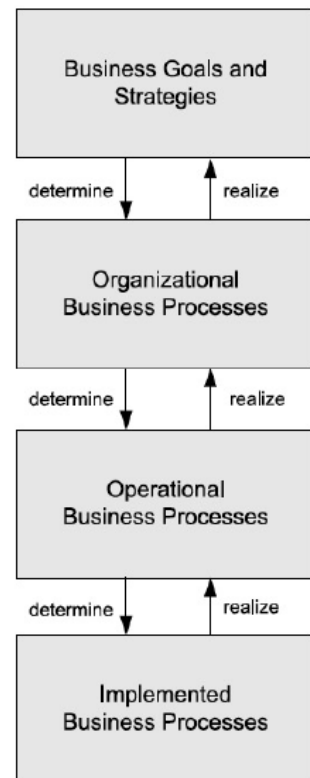 Business Goals and
Strategies
determine
realize
Organizational
Business Processes
determine
realize
Operational
Business Processes
determine
realize
Implemented
Business Processes